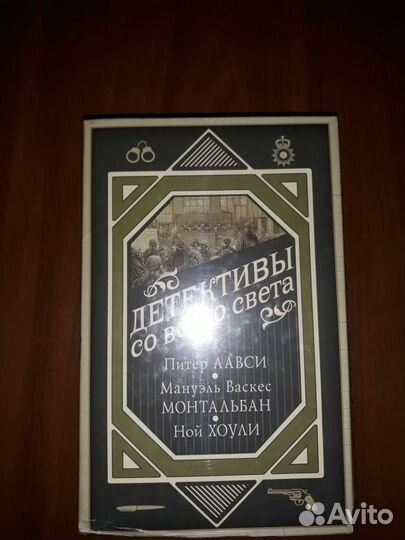 ДЕТЕКТИВЫ
СО ВСЕГО СВЕТА
Питер ЛАВСИ
Мануэль Васкес
МОНТАЛЬБАН
Ной ХОУЛИ
Avito